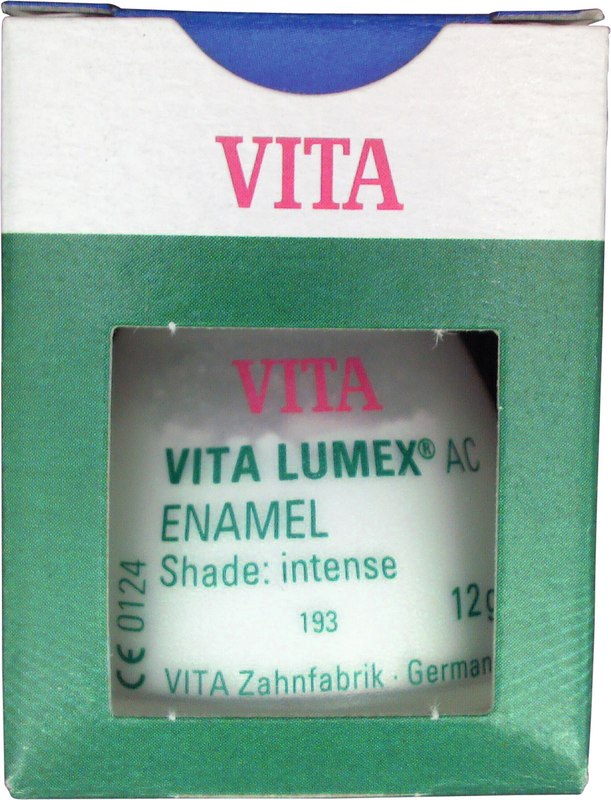 VITA
VITA
VITA LUMEX® AC
ENAMEL
Shade: intense
193
12g
CE 0124
VITA Zahnfabrik · German